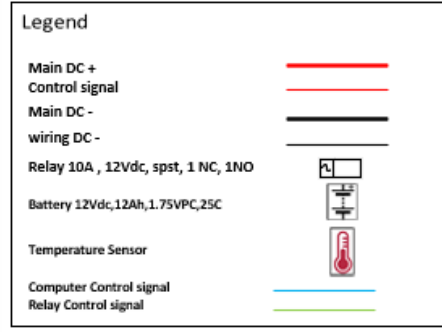 Legend
Main DC +
Control signal
Main DC -
wiring DC -
Relay 10A , 12Vdc, spst, 1 NC, 1NO
Battery 12Vdc,12Ah,1.75VPC,25C
Temperature Sensor
Computer Control signal
Relay Control signal